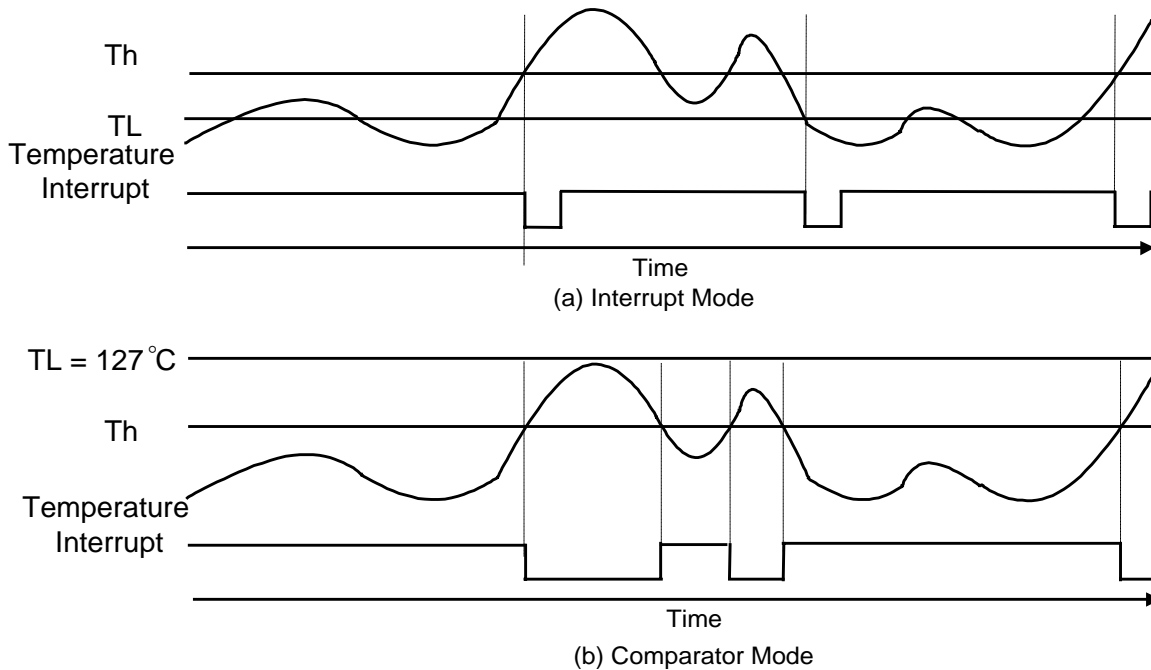 Th
TL
Temperature
Interrupt
Time
(a) Interrupt Mode
TL = 127°C
Th
Temperature
Interrupt
Time
(b) Comparator Mode